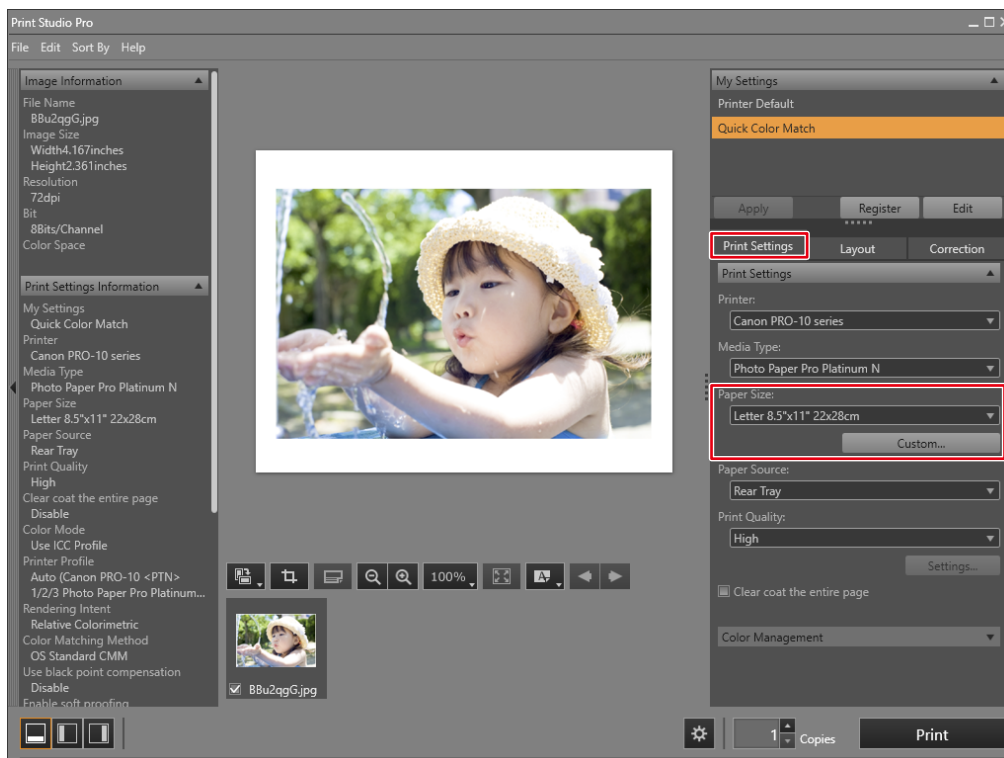 Print Studio Pro
File Edit Sort By Help
Image Information
File Name
BBu2qgG.jpg
Image Size
Width4.167inches
Height2.361inches
Resolution
72dpi
Bit
8Bits/Channel
Color Space
Print Settings Information
My Settings
Quick Color Match
Printer
Canon PRO-10 series
Media Type
Photo Paper Pro Platinum N
Paper Size
Letter 8.5"x11" 22x28cm
Paper Source
Rear Tray
Print Quality
High
Clear coat the entire page
Disable
Color Mode
Use ICC Profile
Printer Profile
Auto (Canon PRO-10 <PTN>
1/2/3 Photo Paper Pro Platinum...
Rendering Intent
Relative Colorimetric
Color Matching Method
OS Standard CMM
Use black point compensation
Disable
Enable soft proofing
100%
A
BBu2qgG.jpg
My Settings
Printer Default
Quick Color Match
Apply Register Edit
Print Settings Layout Correction
Print Settings
Printer:
Canon PRO-10 series
Media Type:
Photo Paper Pro Platinum N
Paper Size:
Letter 8.5"x11" 22x28cm
Custom...
Paper Source:
Rear Tray
Print Quality:
High
Settings...
Clear coat the entire page
Color Management
1 Copies Print